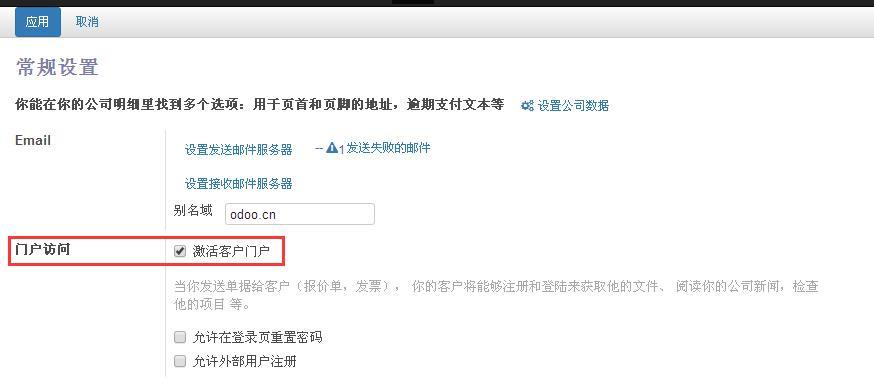 应用 取消
常规设置
你能在你的公司明细里找到多个选项：用于页首和页脚的地址，逾期支付文本等 设置公司数据
Email 设置发送邮件服务器 -- 1发送失败的邮件
设置接收邮件服务器
别名域 odoo.cn
门户访问 激活客户门户
当你发送单据给客户（报价单，发票），你的客户将能够注册和登陆来获取他的文件、 阅读你的公司新闻，检查
他的项目 等。
允许在登录页重置密码
允许外部用户注册